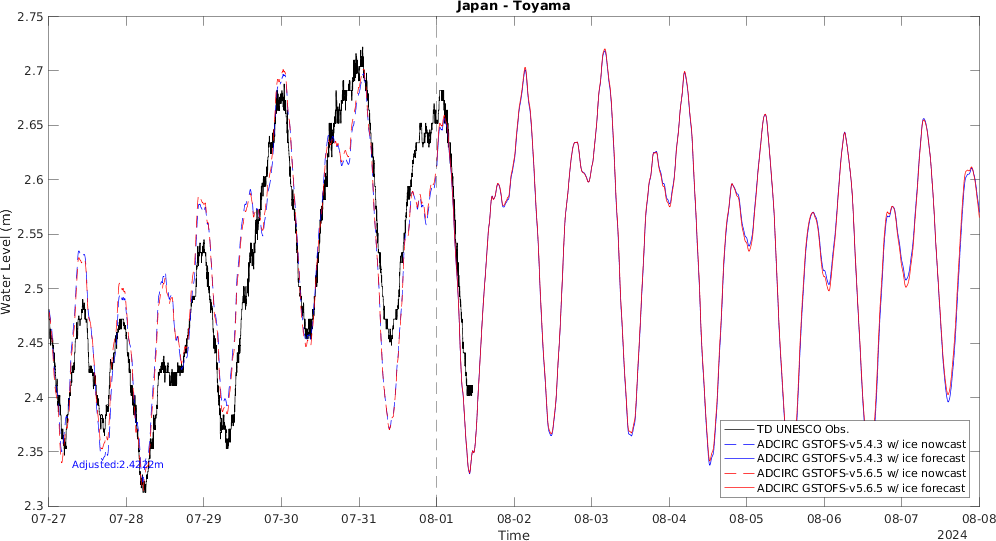 Japan - Toyama
Water Level (m)
2.75
2.7
2.65
2.6
2.55
2.5
2.45
2.4
2.35
2.3
Adjusted:2.4222m
TD UNESCO Obs.
ADCIRC GSTOFS-v5.4.3 w/ ice nowcast
ADCIRC GSTOFS-v5.4.3 w/ ice forecast
ADCIRC GSTOFS-v5.6.5 w/ ice nowcast
ADCIRC GSTOFS-v5.6.5 w/ ice forecast
07-27 07-28 07-29 07-30 07-31 08-01 08-02 08-03 08-04 08-05 08-06 08-07 08-08
Time
2024